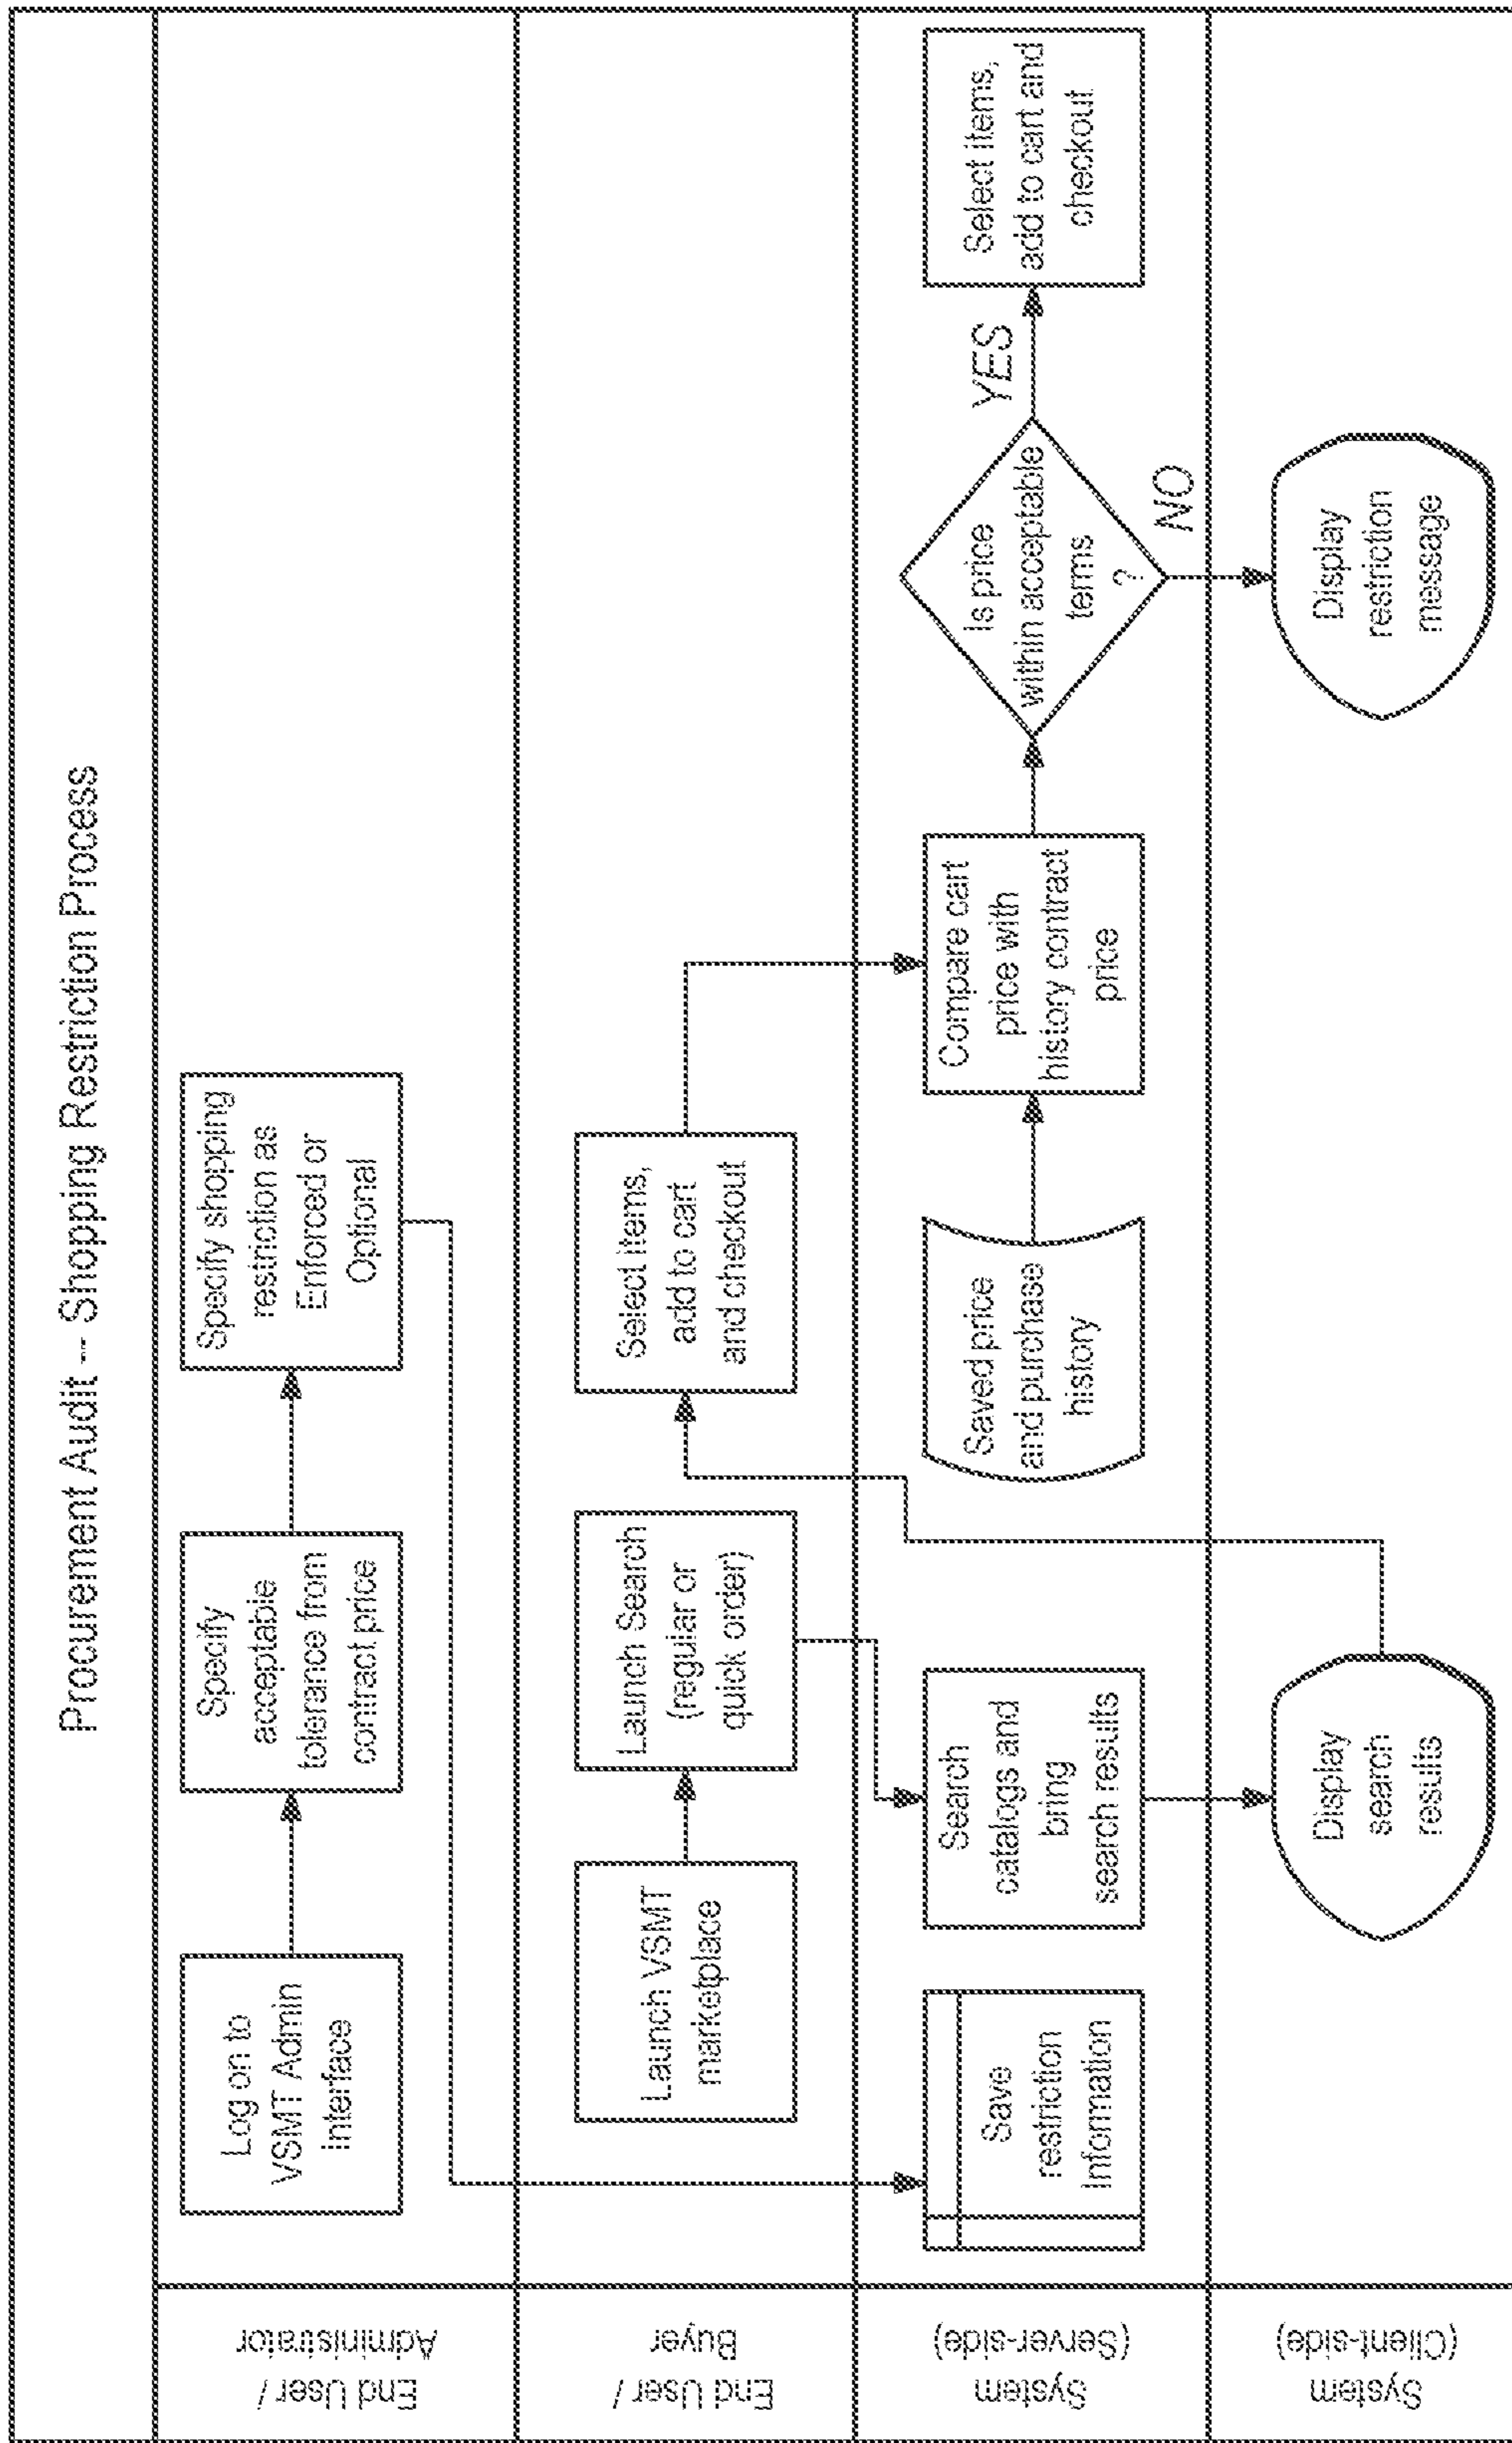 Procurement Audit -- Shopping Restriction Process
End User /
Administrator
Log on to
VSMT Admin
Interface
Specify
acceptable
tolerance from
contract price
Specify shopping
restriction as
Enforced or
Optional
End User /
Buyer
Launch VSMT
marketplace
Launch Search
(regular or
quick order)
Select items,
add to cart
and checkout
System
(Server-side)
Save
restriction
Information
Search
catalogs and
bring
search results
Saved price
and purchase
history
Compare cart
price with
history contract
price
Is price
within acceptable
terms
?
YES
NO
Select items,
add to cart and
checkout
System
(Client-side)
Display
search
results
Display
restriction
message